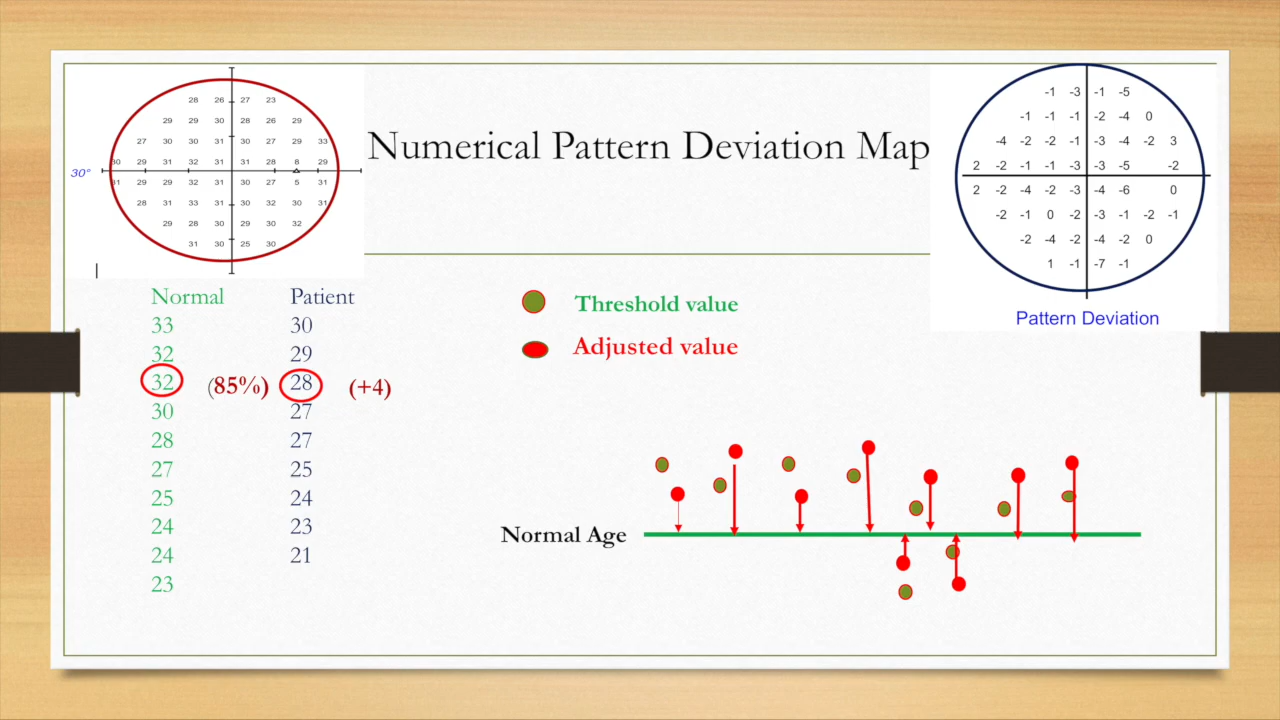 Numerical Pattern Deviation Map
28 26 27 23
29 29 30 28 26 29
27 30 30 31 30 27 29 33
30 29 31 32 31 31 28 8 29
30°
31 29 29 32 31 30 27 5 31
28 31 33 31 30 32 30 31
29 28 30 29 30 32
31 30 25 30
-1 -3 -1 -5
-1 -1 -1 -2 -4 0
-4 -2 -2 -1 -3 -4 -2 3
2 -2 -1 -1 -3 -3 -5 -2
2 -2 -4 -2 -3 -4 -6 0
-2 -1 0 -2 -3 -1 -2 -1
-2 -4 -2 -4 -2 0
1 -1 -7 -1
Pattern Deviation
Normal Patient
33 30
32 29
32 (85%) 28 (+4)
30 27
28 27
27 25
25 24
24 23
24 21
23
Threshold value
Adjusted value
Normal Age